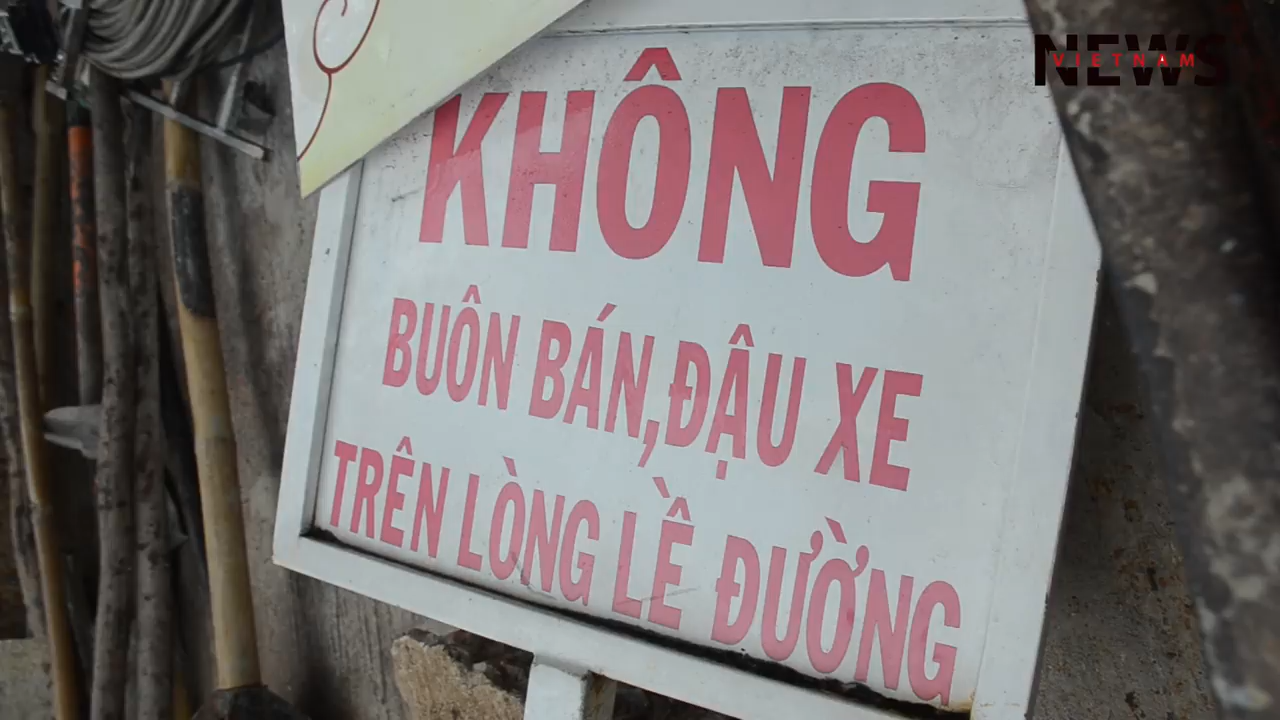 NEWS
VIETNAM
KHÔNG
BUÔN BÁN,ĐẬU XE
TRÊN LÒNG LỀ ĐƯỜNG